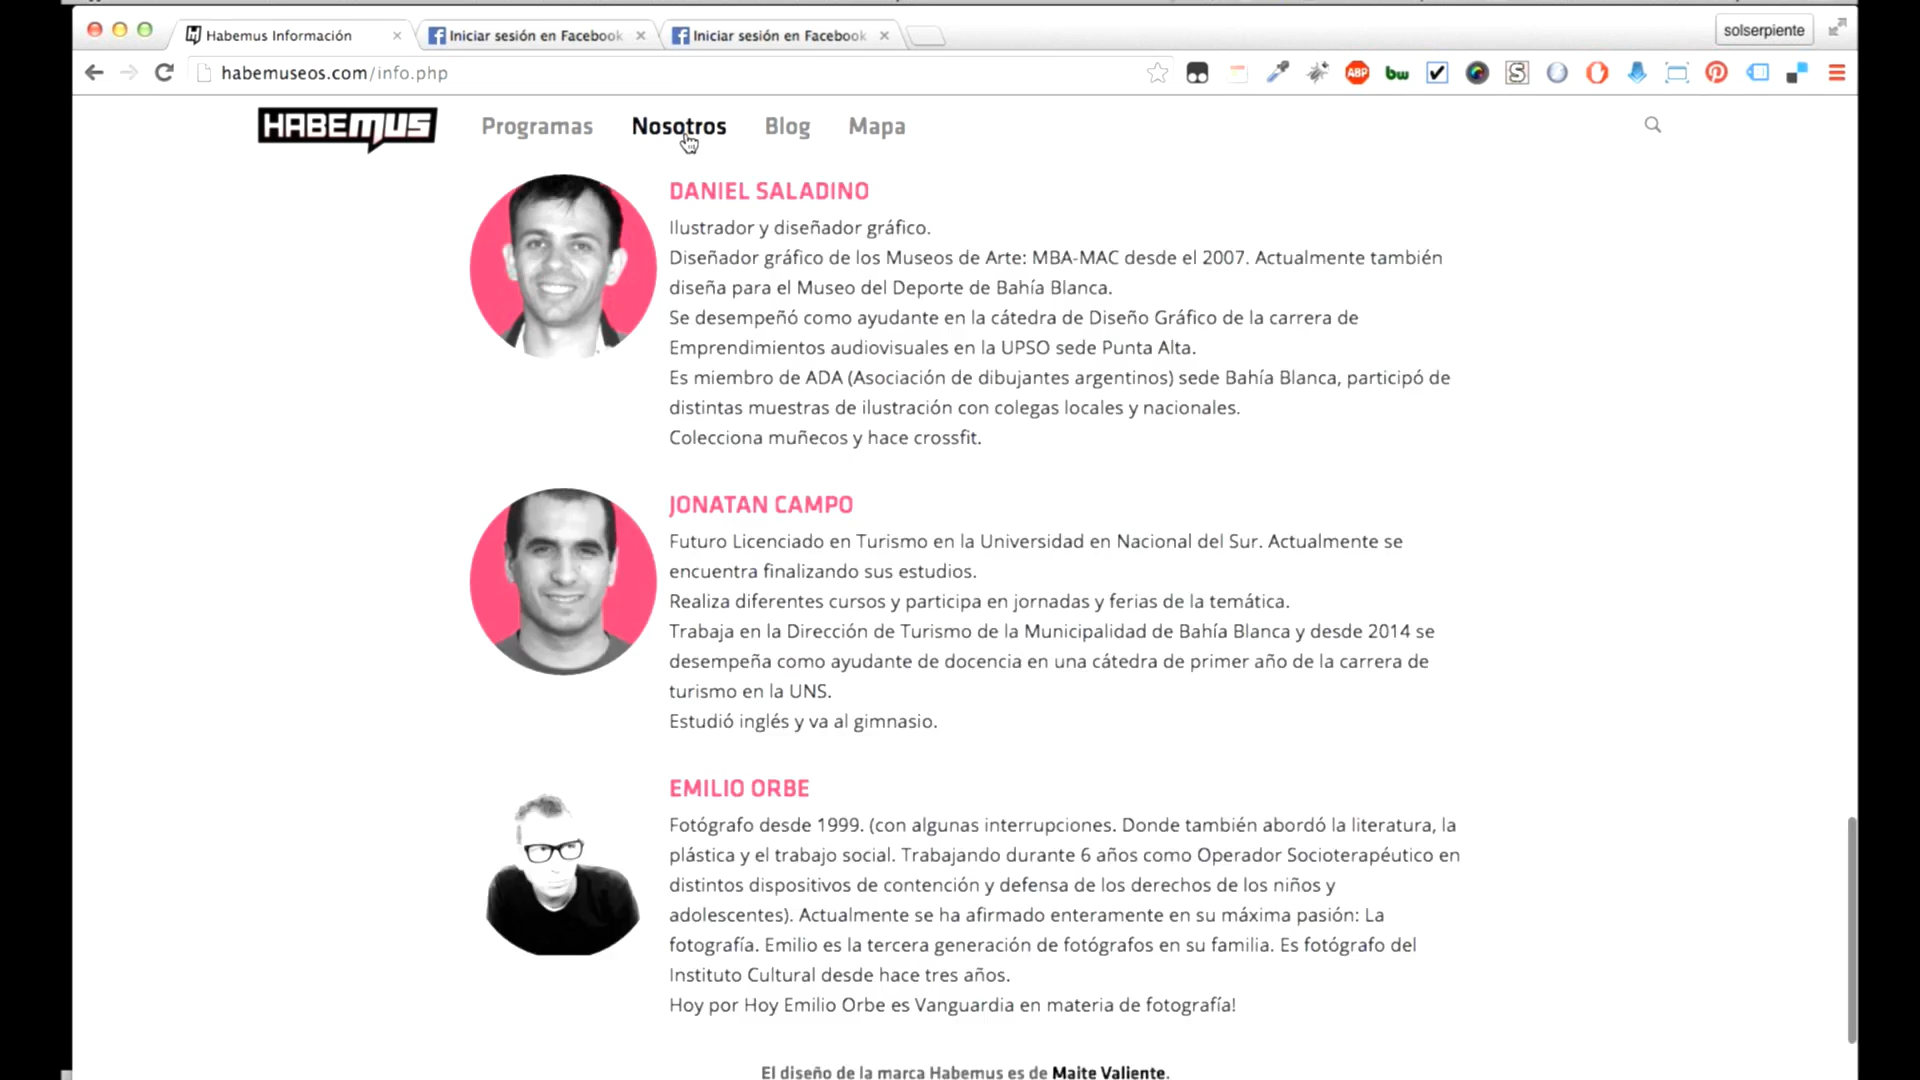 Habemus Información
Iniciar sesión en Facebook
Iniciar sesión en Facebook
solserpiente
habemuseos.com/info.php
ABP
bw
S
HABEMUS
Programas
Nosotros
Blog
Mapa
DANIEL SALADINO
Ilustrador y diseñador gráfico.
Diseñador gráfico de los Museos de Arte: MBA-MAC desde el 2007. Actualmente también
diseña para el Museo del Deporte de Bahía Blanca.
Se desempeñó como ayudante en la cátedra de Diseño Gráfico de la carrera de
Emprendimientos audiovisuales en la UPSO sede Punta Alta.
Es miembro de ADA (Asociación de dibujantes argentinos) sede Bahía Blanca, participó de
distintas muestras de ilustración con colegas locales y nacionales.
Colecciona muñecos y hace crossfit.
JONATAN CAMPO
Futuro Licenciado en Turismo en la Universidad en Nacional del Sur. Actualmente se
encuentra finalizando sus estudios.
Realiza diferentes cursos y participa en jornadas y ferias de la temática.
Trabaja en la Dirección de Turismo de la Municipalidad de Bahía Blanca y desde 2014 se
desempeña como ayudante de docencia en una cátedra de primer año de la carrera de
turismo en la UNS.
Estudió inglés y va al gimnasio.
EMILIO ORBE
Fotógrafo desde 1999. (con algunas interrupciones. Donde también abordó la literatura, la
plástica y el trabajo social. Trabajando durante 6 años como Operador Socioterapéutico en
distintos dispositivos de contención y defensa de los derechos de los niños y
adolescentes). Actualmente se ha afirmado enteramente en su máxima pasión: La
fotografía. Emilio es la tercera generación de fotógrafos en su familia. Es fotógrafo del
Instituto Cultural desde hace tres años.
Hoy por Hoy Emilio Orbe es Vanguardia en materia de fotografía!
El diseño de la marca Habemus es de Maite Valiente.